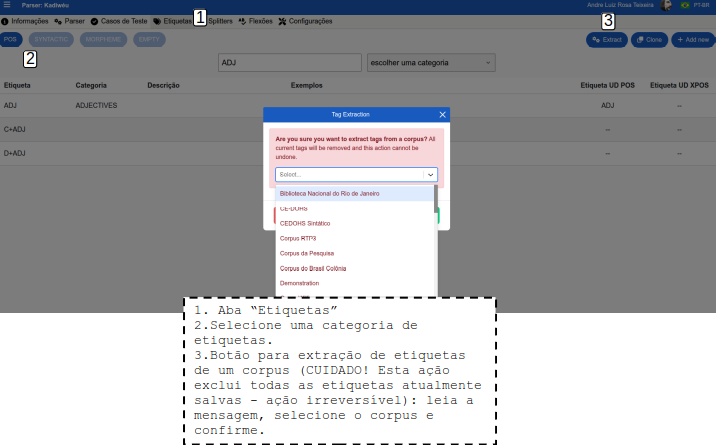 Parser: Kadiwéu
Andre Luiz Rosa Teixeira
PT-BR
Informações
Parser
Casos de Teste
Etiquetas
1
Splitters
Flexões
Configurações
3
POS
SYNTACTIC
MORPHEME
EMPTY
2
Extract
Clone
+ Add new
ADJ
escolher uma categoria
Etiqueta Categoria Descrição Exemplos Etiqueta UD POS Etiqueta UD XPOS
ADJ ADJECTIVES ADJ --
C+ADJ -- --
D+ADJ -- --
Tag Extraction
Are you sure you want to extract tags from a corpus? All
current tags will be removed and this action cannot be
undone.
Select...
Biblioteca Nacional do Rio de Janeiro
CE-DOHS
CEDOHS Sintático
Corpus RTP3
Corpus da Pesquisa
Corpus do Brasil Colônia
Demonstration
1. Aba “Etiquetas”
2.Selecione uma categoria de
etiquetas.
3.Botão para extração de etiquetas
de um corpus (CUIDADO! Esta ação
exclui todas as etiquetas atualmente
salvas - ação irreversível): leia a
mensagem, selecione o corpus e
confirme.